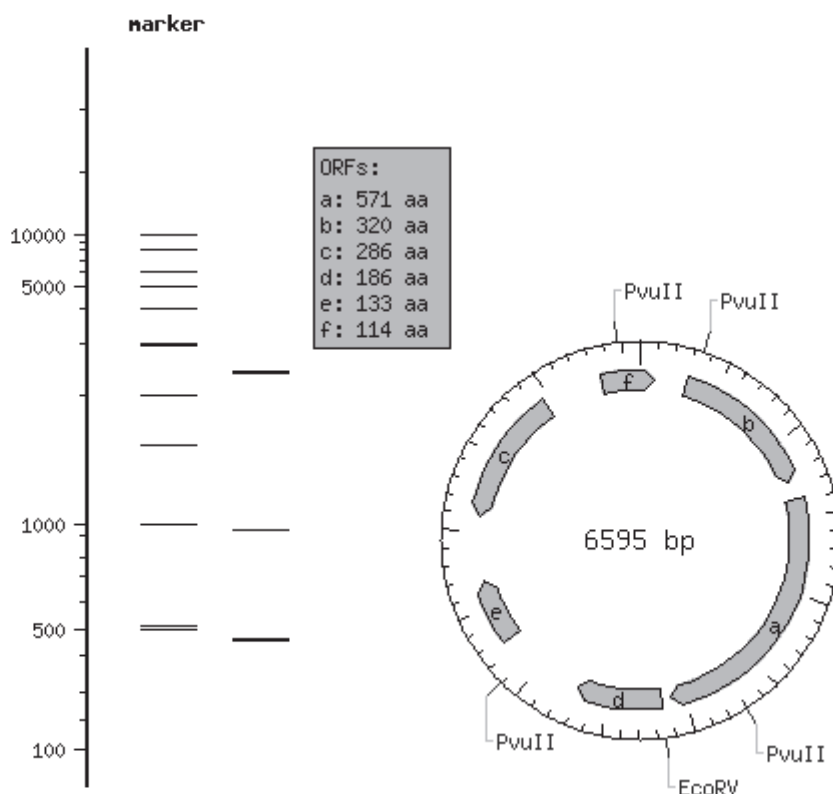 marker
10000
5000
1000
500
100
ORFs:
a: 571 aa
b: 320 aa
c: 286 aa
d: 186 aa
e: 133 aa
f: 114 aa
PvuII
PvuII
f
b
c
6595 bp
e
a
d
PvuII
PvuII
EcoRV